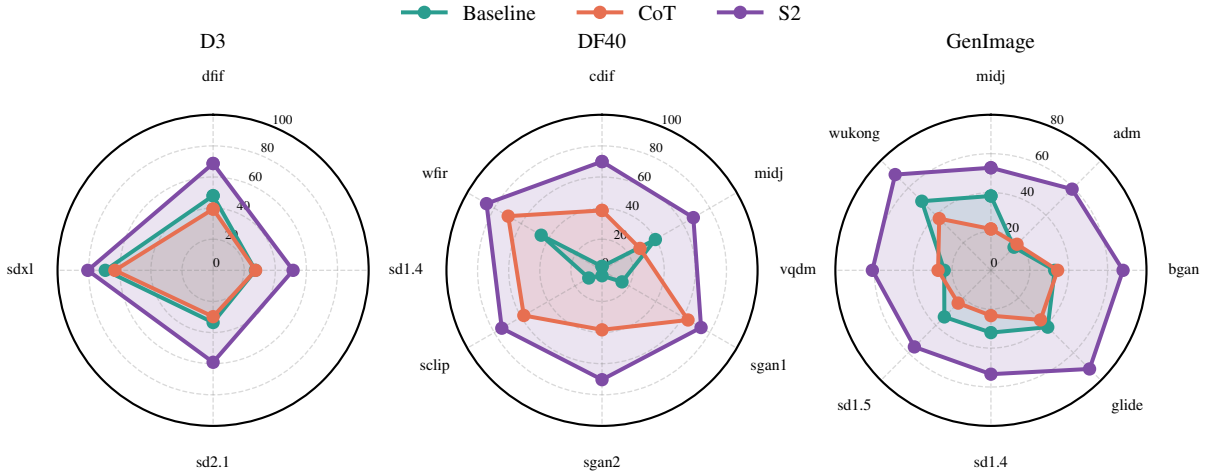 Baseline CoT S2
D3
dfif
100
80
60
40
20
0
sdxl
sd2.1
DF40
cdif
100
80
60
40
20
0
wfir
midj
sd1.4
sclip
sgan1
sgan2
GenImage
midj
80
60
40
20
0
wukong
adm
vqdm
bgan
sd1.5
glide
sd1.4